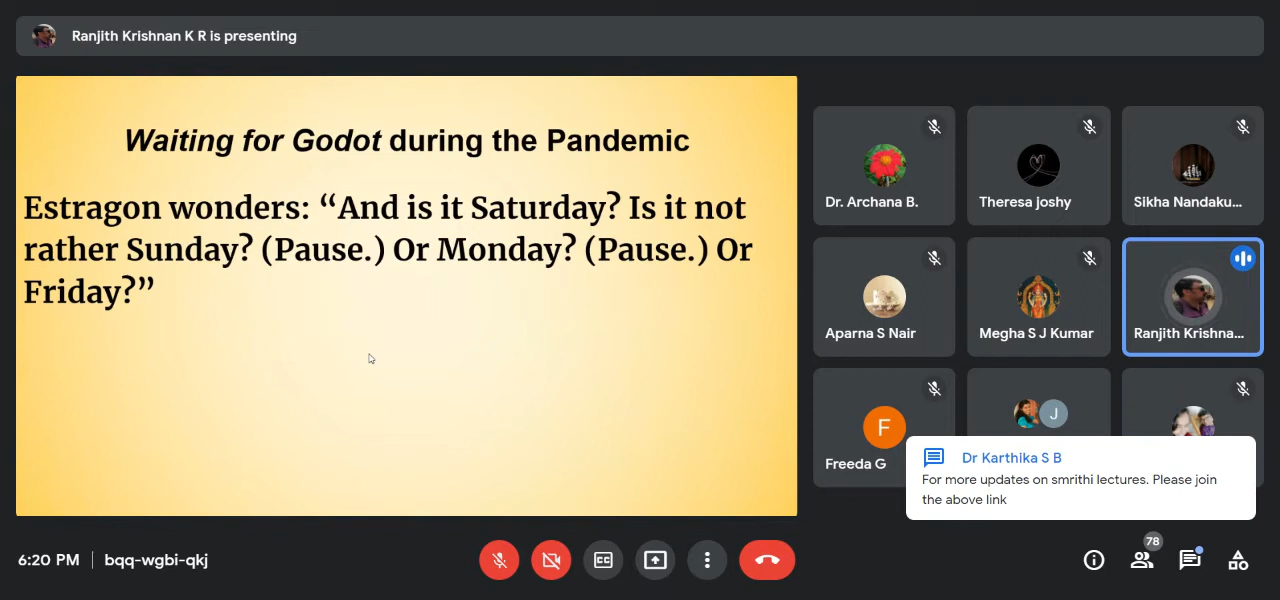 Ranjith Krishnan K R is presenting
Waiting for Godot during the Pandemic
Estragon wonders: “And is it Saturday? Is it not
rather Sunday? (Pause.) Or Monday? (Pause.) Or
Friday?”
Dr. Archana B.
Theresa joshy
Sikha Nandaku...
Aparna S Nair
Megha S J Kumar
Ranjith Krishna...
F
J
Freeda G
Dr Karthika S B
For more updates on smrithi lectures. Please join
the above link
6:20 PM
bqq-wgbi-qkj
CC
78